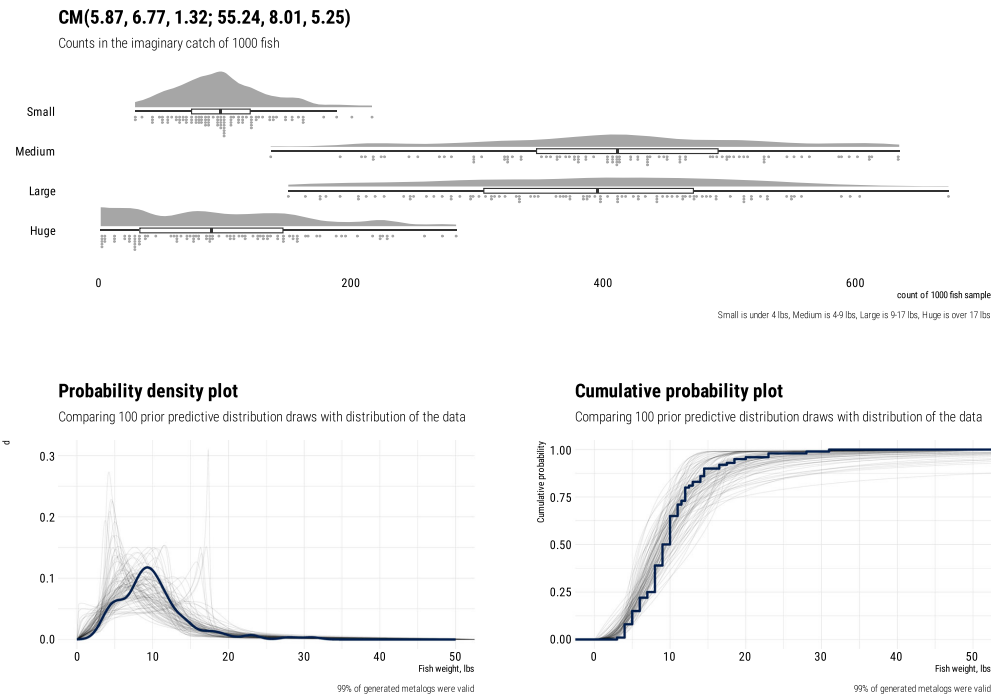 CM(5.87, 6.77, 1.32; 55.24, 8.01, 5.25)
Counts in the imaginary catch of 1000 fish
Small
Medium
Large
Huge
0 200 400 600
count of 1000 fish sample
Small is under 4 lbs, Medium is 4-9 lbs, Large is 9-17 lbs, Huge is over 17 lbs
Probability density plot
Comparing 100 prior predictive distribution draws with distribution of the data
d
0.3
0.2
0.1
0.0
0 10 20 30 40 50
Fish weight, lbs
99% of generated metalogs were valid
Cumulative probability plot
Comparing 100 prior predictive distribution draws with distribution of the data
Cumulative probability
1.00
0.75
0.50
0.25
0.00
0 10 20 30 40 50
Fish weight, lbs
99% of generated metalogs were valid